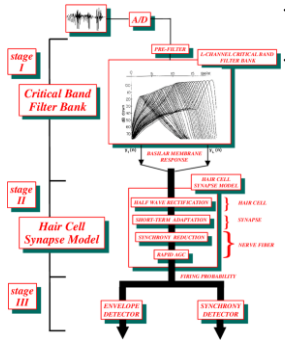 A/D
stage
I
PRE-FILTER
L-CHANNEL CRITICAL-BAND
FILTER BANK
Critical Band
Filter Bank
BASILAR MEMBRANE
RESPONSE
stage
II
HAIR CELL
SYNAPSE MODEL
HALF WAVE RECTIFICATION
HAIR CELL
SHORT-TERM ADAPTATION
SYNAPSE
Hair Cell
Synapse Model
SYNCHRONY REDUCTION
NERVE FIBER
RAPID AGC
FIRING PROBABILITY
stage
III
ENVELOPE
DETECTOR
SYNCHRONY
DETECTOR